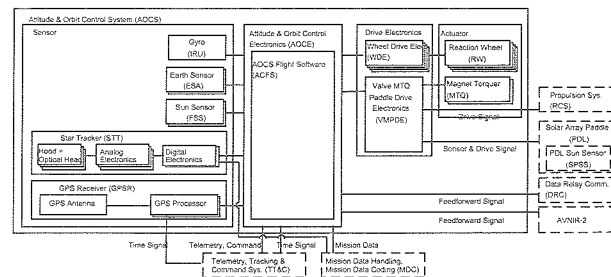 Attitude & Orbit Control System (AOCS)
Sensor
Gyro
(IRU)
Earth Sensor
(ESA)
Sun Sensor
(FSS)
Star Tracker (STT)
Hood +
Optical Head
Analog
Electronics
Digital
Electronics
GPS Receiver (GPSR)
GPS Antenna
GPS Processor
Attitude & Orbit Control
Electronics (AOCE)
AOCS Flight Software
(ACFS)
Drive Electronics
Wheel Drive Ele
(WDE)
Valve MTQ
Paddle Drive
Electronics
(VMPDE)
Actuator
Reaction Wheel
(RW)
Magnet Torquer
(MTQ)
Drive Signal
Sensor & Drive Signal
Propulsion Sys.
(RCS)
Solar Array Paddle
(PDL)
PDL Sun Sensor
(SPSS)
Feedforward Signal
Data Relay Comm.
(DRC)
Feedforward Signal
AVNIR-2
Time Signal
Telemetry, Command
Time Signal
Mission Data
Telemetry, Tracking &
Command Sys. (TT&C)
Mission Data Handling,
Mission Data Coding (MDC)